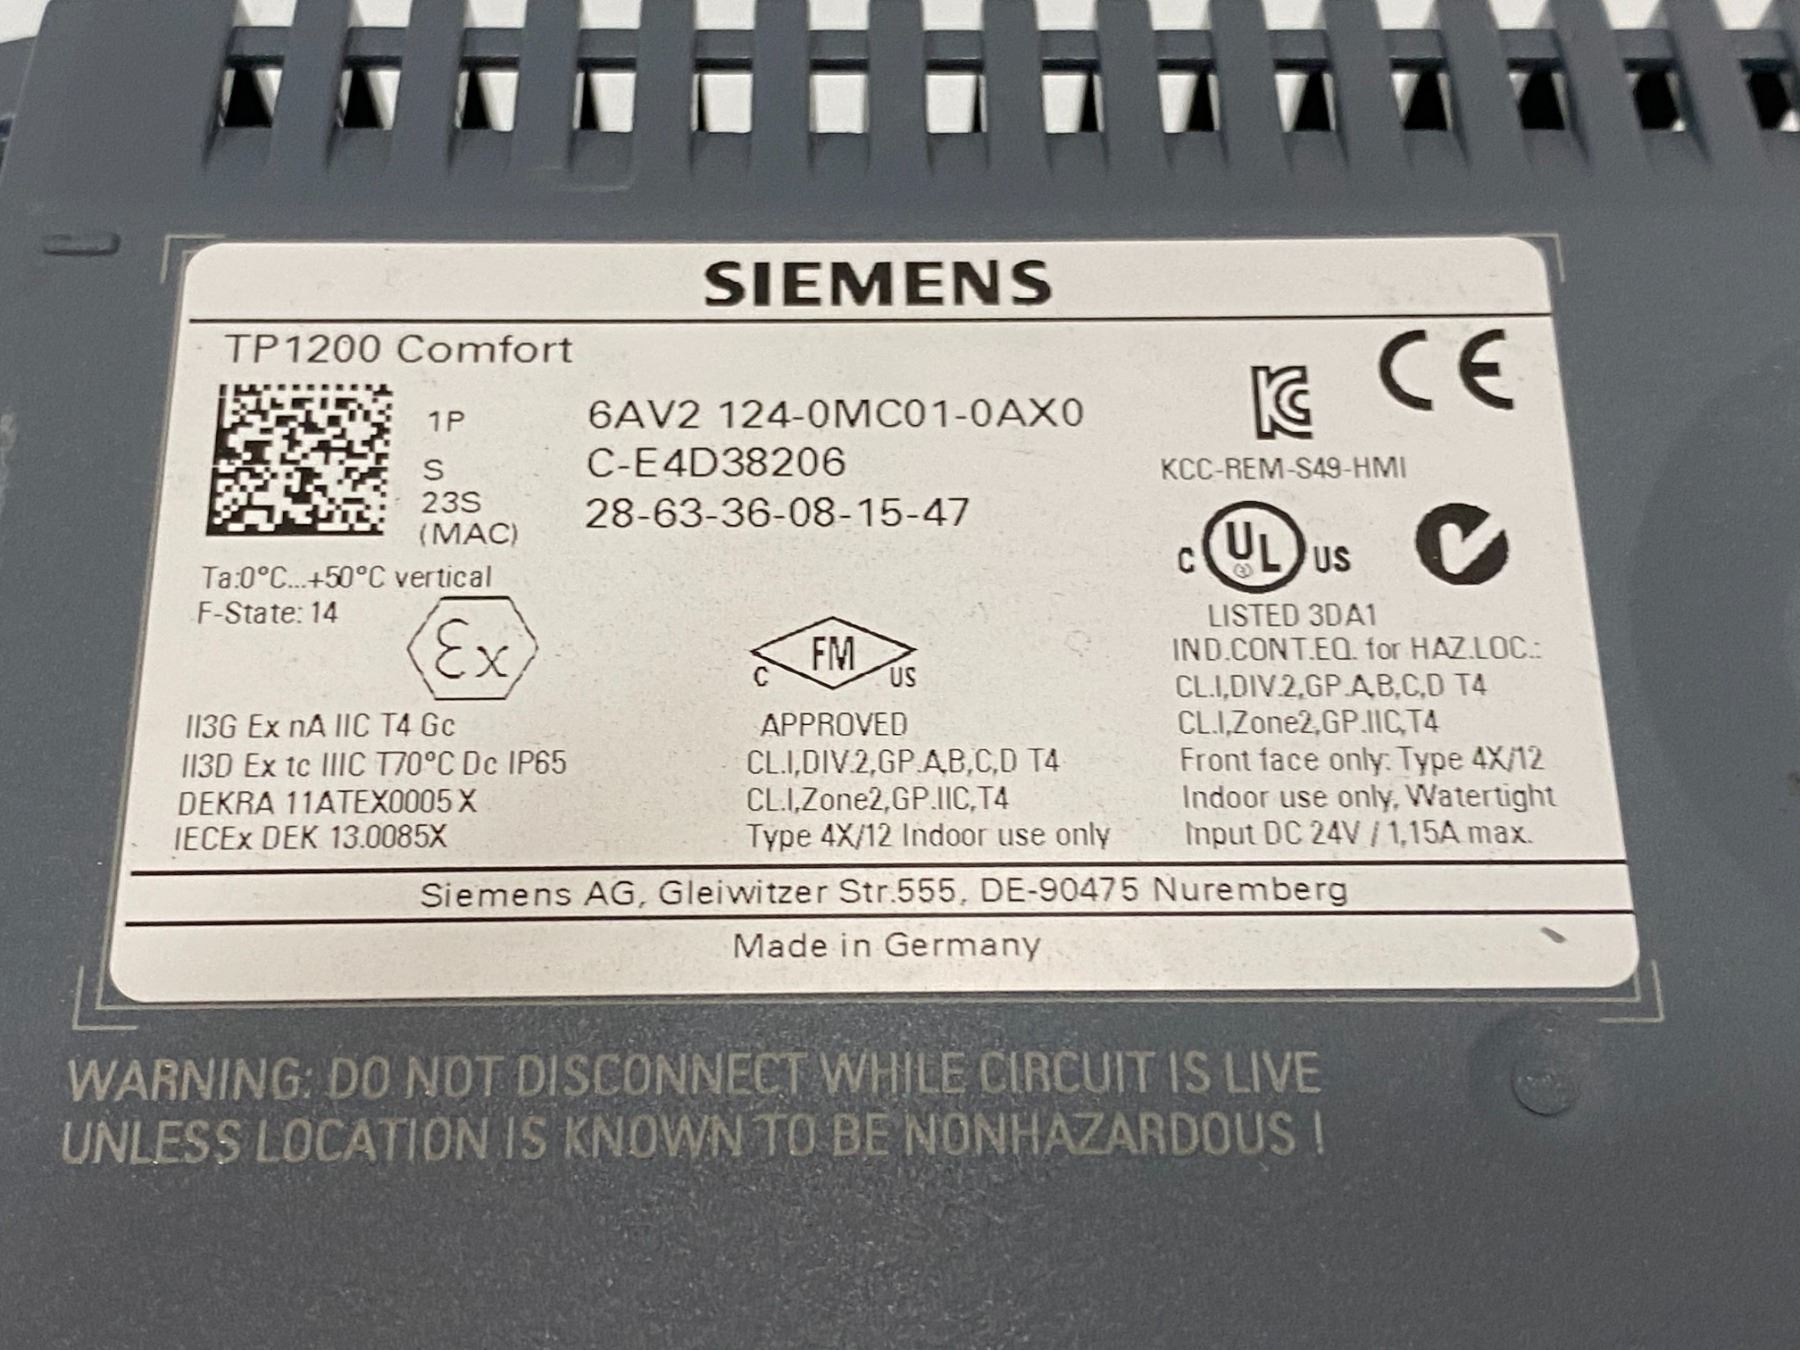 SIEMENS
TP1200 Comfort
1P 6AV2 124-0MC01-0AX0
S C-E4D38206
23S
(MAC) 28-63-36-08-15-47
Ta:0°C...+50°C vertical
F-State: 14
Ex
II3G Ex nA IIC T4 Gc
II3D Ex tc IIIC T70°C Dc IP65
DEKRA 11ATEX0005 X
IECEx DEK 13.0085X
C FM US
APPROVED
CL.I,DIV.2,GP.A,B,C,D T4
CL.I,Zone2,GP.IIC,T4
Type 4X/12 Indoor use only
CE
KC
KCC-REM-S49-HMI
C UL US
LISTED 3DA1
IND.CONT.EQ. for HAZ.LOC.:
CL.I,DIV.2,GP.A,B,C,D T4
CL.I,Zone2,GP.IIC,T4
Front face only: Type 4X/12
Indoor use only, Watertight
Input DC 24V / 1,15A max.
Siemens AG, Gleiwitzer Str.555, DE-90475 Nuremberg
Made in Germany
WARNING: DO NOT DISCONNECT WHILE CIRCUIT IS LIVE
UNLESS LOCATION IS KNOWN TO BE NONHAZARDOUS !